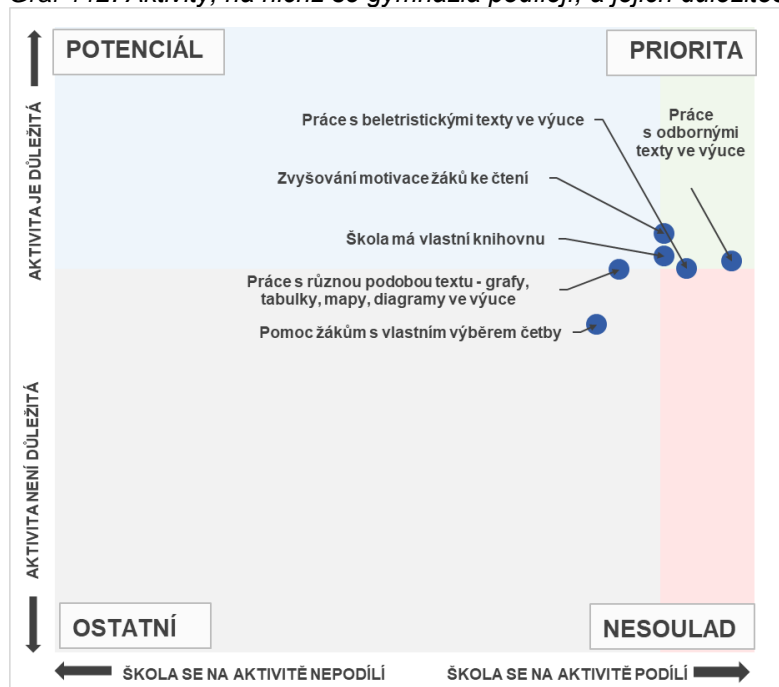 POTENCIÁL
PRIORITA
Práce s beletristickými texty ve výuce
Práce
s odbornými
texty ve výuce
Zvyšování motivace žáků ke čtení
Škola má vlastní knihovnu
Práce s různou podobou textu - grafy,
tabulky, mapy, diagramy ve výuce
Pomoc žákům s vlastním výběrem četby
AKTIVITA JE DŮLEŽITÁ
AKTIVITA NENÍ DŮLEŽITÁ
OSTATNÍ
NESOULAD
ŠKOLA SE NA AKTIVITĚ NEPODÍLÍ
ŠKOLA SE NA AKTIVITĚ PODÍLÍ